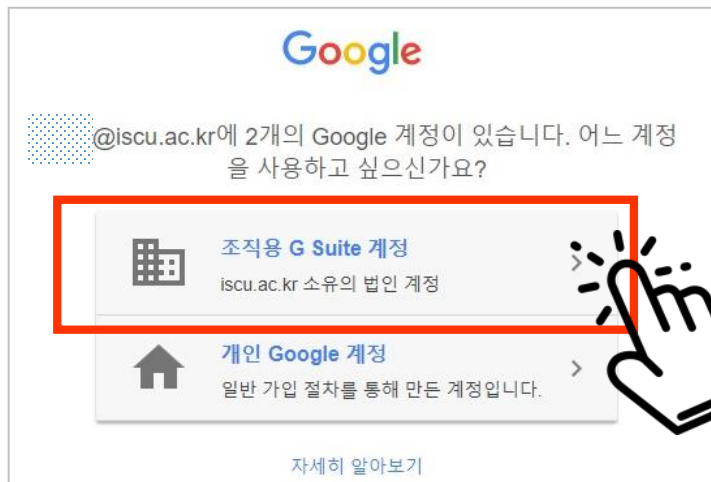 Google
@iscu.ac.kr에 2개의 Google 계정이 있습니다. 어느 계정
을 사용하고 싶으신가요?
조직용 G Suite 계정
iscu.ac.kr 소유의 법인 계정
개인 Google 계정
일반 가입 절차를 통해 만든 계정입니다.
자세히 알아보기